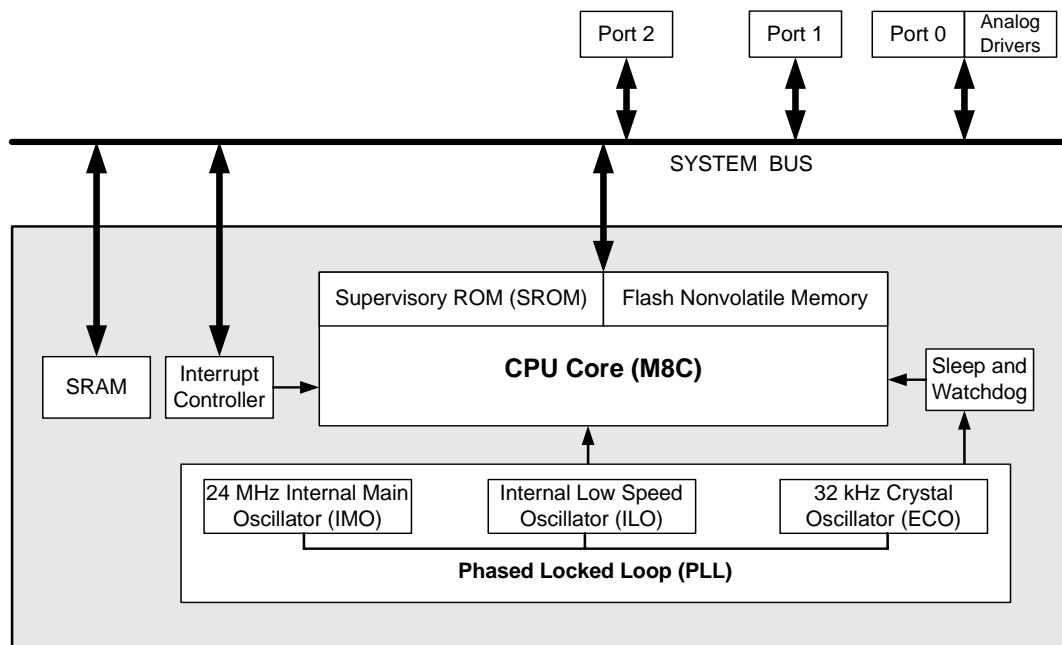 Port 2
Port 1
Port 0
Analog
Drivers
SYSTEM BUS
Supervisory ROM (SROM)
Flash Nonvolatile Memory
CPU Core (M8C)
SRAM
Interrupt
Controller
Sleep and
Watchdog
24 MHz Internal Main
Oscillator (IMO)
Internal Low Speed
Oscillator (ILO)
32 kHz Crystal
Oscillator (ECO)
Phased Locked Loop (PLL)